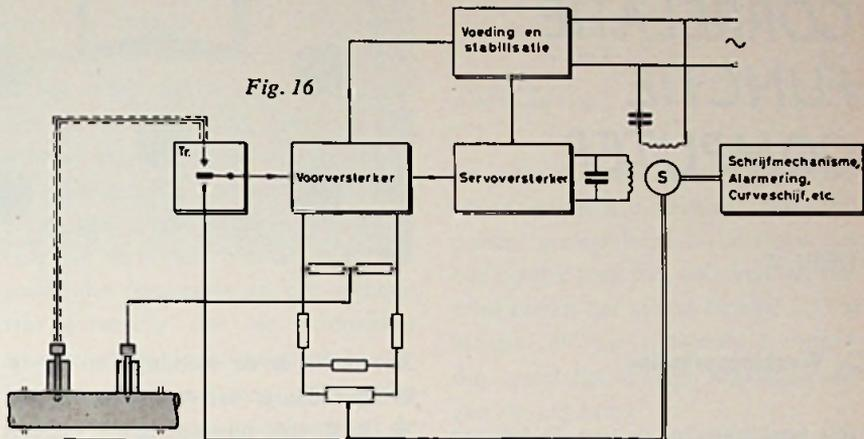 Voeding en
stabilisatie
Fig. 16
Tr.
Voorversterker
Servoversterker
S
Schrijfmechanisme,
Alarmering,
Curveschijf, etc.